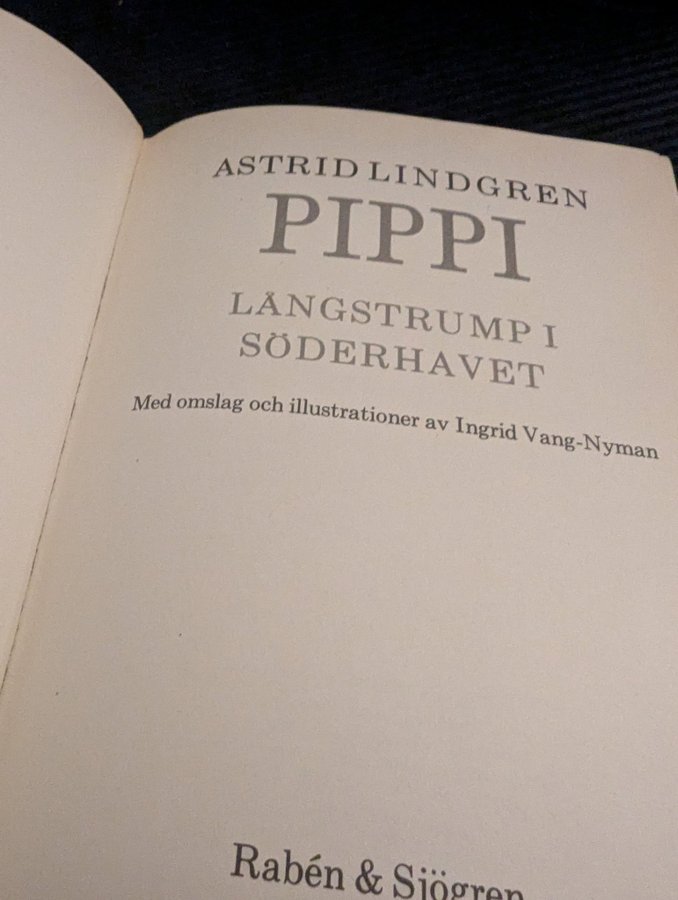 ASTRID LINDGREN
PIPPI
LÅNGSTRUMP I
SÖDERHAVET
Med omslag och illustrationer av Ingrid Vang-Nyman
Rabén & Sjögren